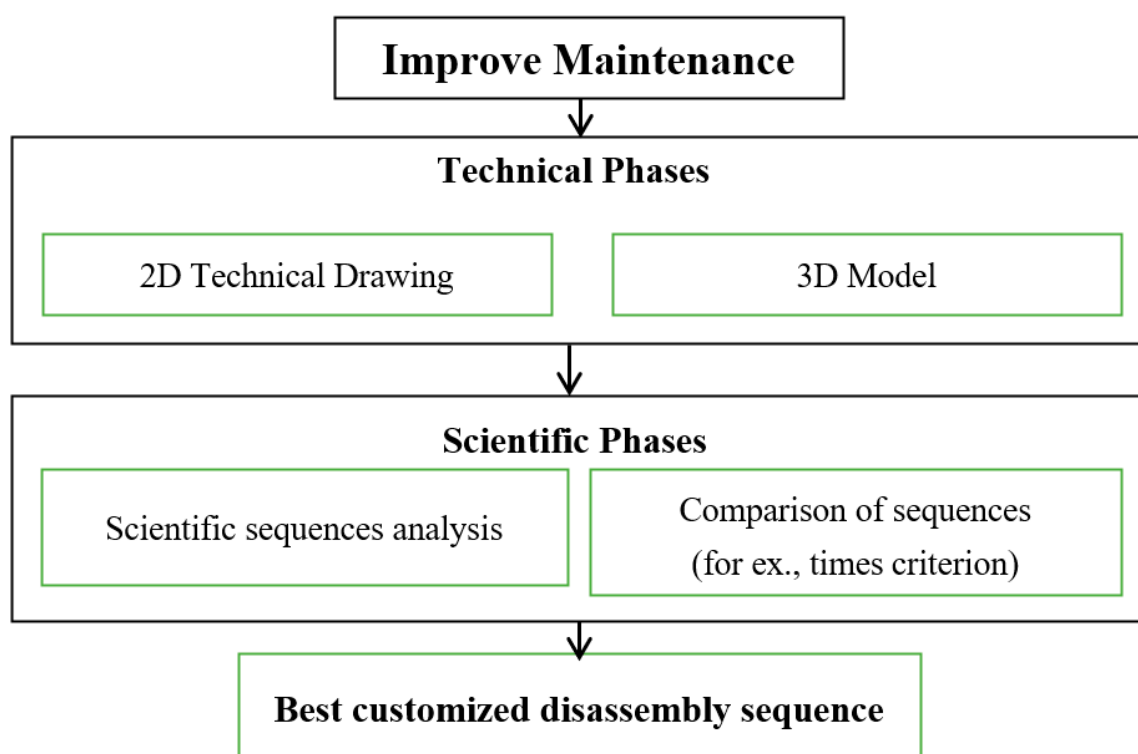 Improve Maintenance
Technical Phases
2D Technical Drawing
3D Model
Scientific Phases
Scientific sequences analysis
Comparison of sequences
(for ex., times criterion)
Best customized disassembly sequence